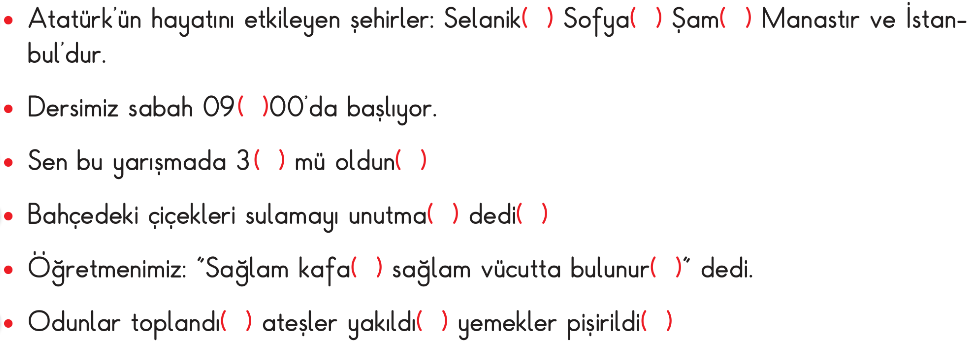 • Atatürk'ün hayatını etkileyen şehirler: Selanik( ) Sofya( ) Şam( ) Manastır ve İstan-
bul'dur.
• Dersimiz sabah 09( )00'da başlıyor.
• Sen bu yarışmada 3( ) mü oldun( )
• Bahçedeki çiçekleri sulamayı unutma( ) dedi( )
• Öğretmenimiz: "Sağlam kafa( ) sağlam vücutta bulunur( )" dedi.
• Odunlar toplandı( ) ateşler yakıldı( ) yemekler pişirildi( )